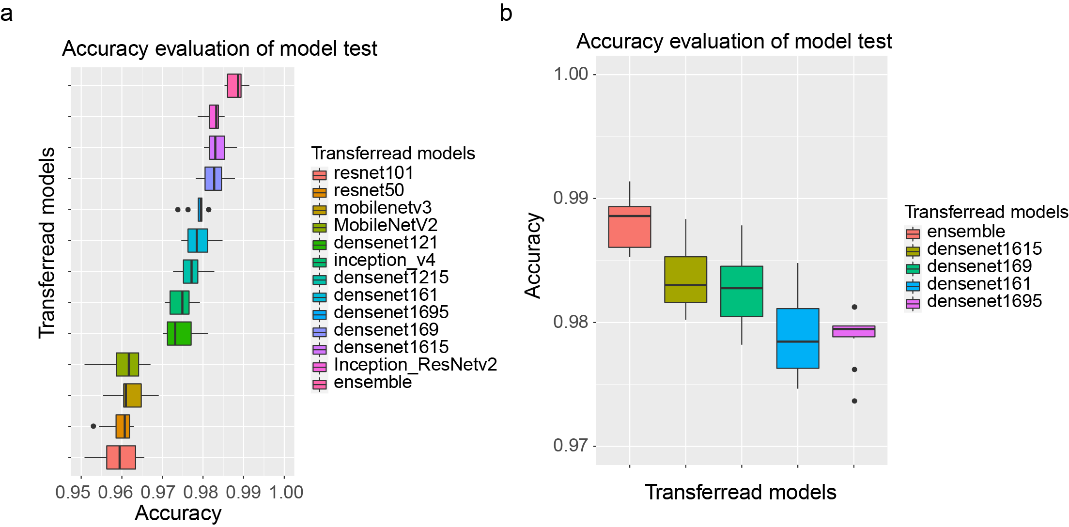 a
Accuracy evaluation of model test
Transferread models
0.95 0.96 0.97 0.98 0.99 1.00
Accuracy
Transferread models
resnet101
resnet50
mobilenetv3
MobileNetV2
densenet121
inception_v4
densenet1215
densenet161
densenet1695
densenet169
densenet1615
Inception_ResNetv2
ensemble
b
Accuracy evaluation of model test
Accuracy
1.00
0.99
0.98
0.97
Transferread models
Transferread models
ensemble
densenet1615
densenet169
densenet161
densenet1695